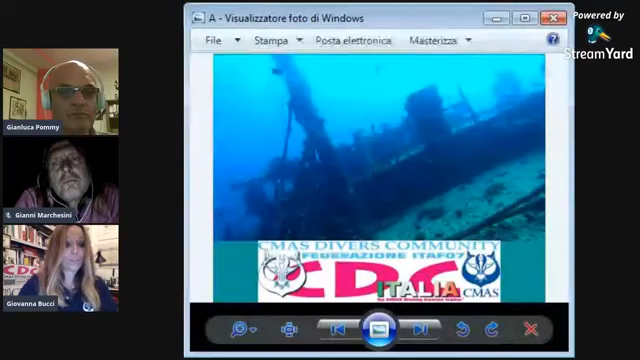 A - Visualizzatore foto di Windows
File Stampa Posta elettronica Masterizza
Powered by
StreamYard
Gianluca Pommy
Gianni Marchesini
Giovanna Bucci
CMAS DIVERS COMMUNITY
FEDERAZIONE ITAF07
CDC
ITALIA
CMAS